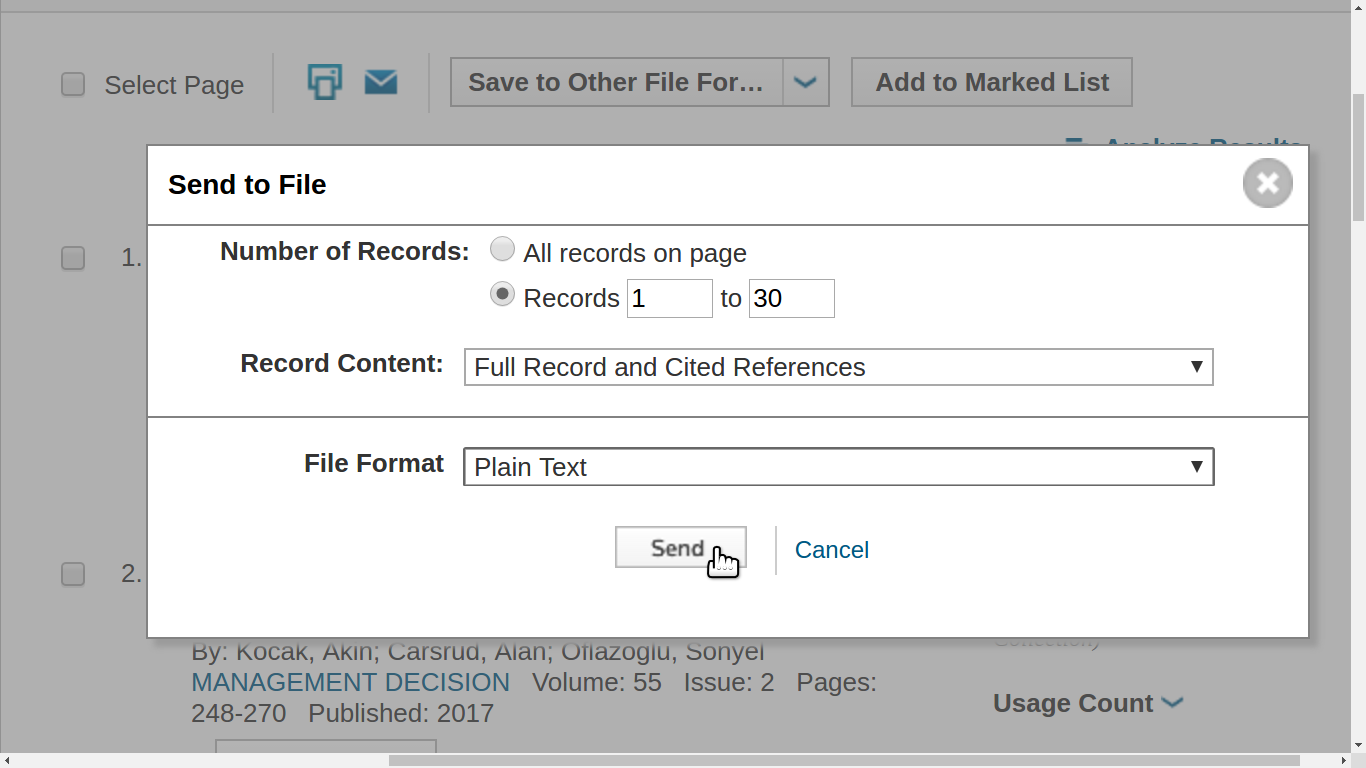 Select Page
Save to Other File For...
Add to Marked List
Analyze Results
Send to File
Number of Records:
All records on page
Records 1 to 30
1.
Record Content:
Full Record and Cited References
File Format
Plain Text
Send
Cancel
2.
By: Kocak, Akin; Carsrud, Alan; Oflazoglu, Sonyel
MANAGEMENT DECISION Volume: 55 Issue: 2 Pages:
248-270 Published: 2017
Usage Count